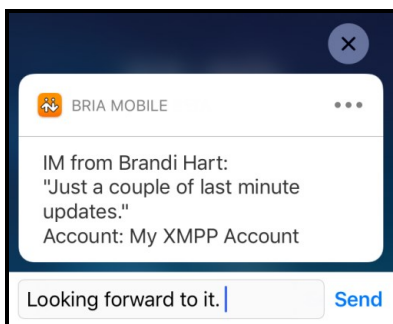 BRIA MOBILE
IM from Brandi Hart:
"Just a couple of last minute
updates."
Account: My XMPP Account
Looking forward to it.
Send